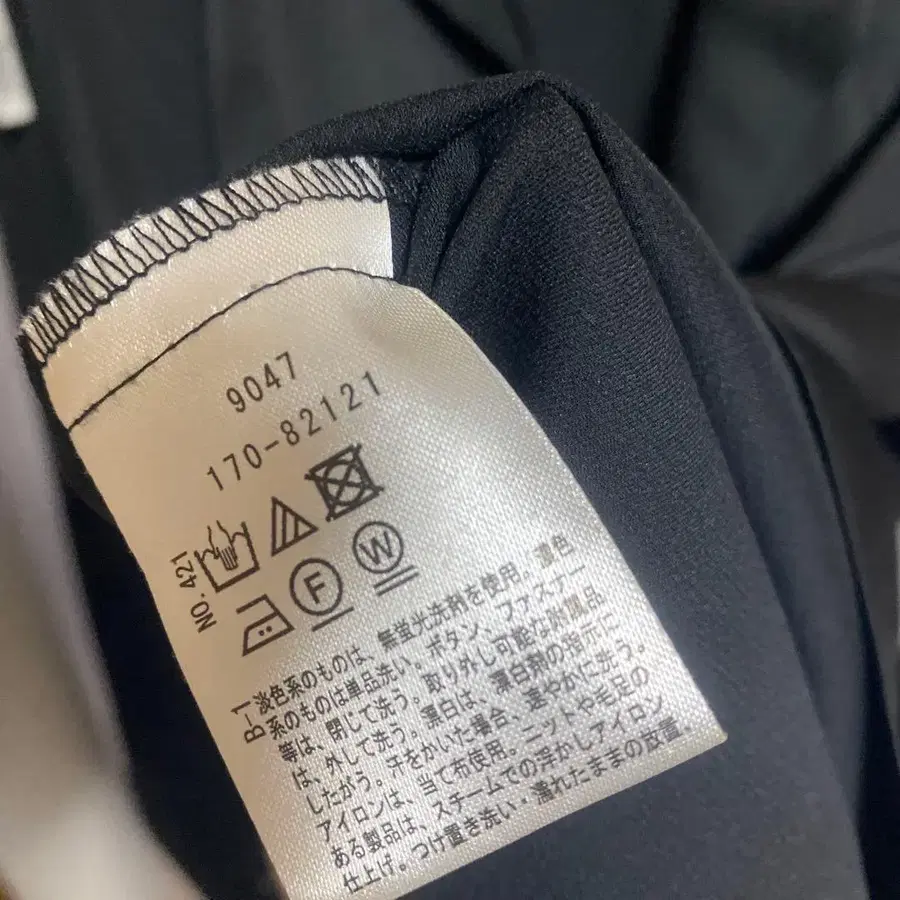 9047
170-82121
NO.421
F
W
B-1淡色系のものは、無蛍光洗剤を使用。濃色
系のものは単品洗い。ボタン、ファスナー
等は、閉じて洗う。取り外し可能な附属品
は、外して洗う。漂白は、漂白剤の指示に
したがう。汗をかいた場合、速やかに洗う。
アイロンは、当て布使用。ニットや毛足の
ある製品は、スチームでの浮かしアイロン
仕上げ。つけ置き洗い・濡れたままの放置、